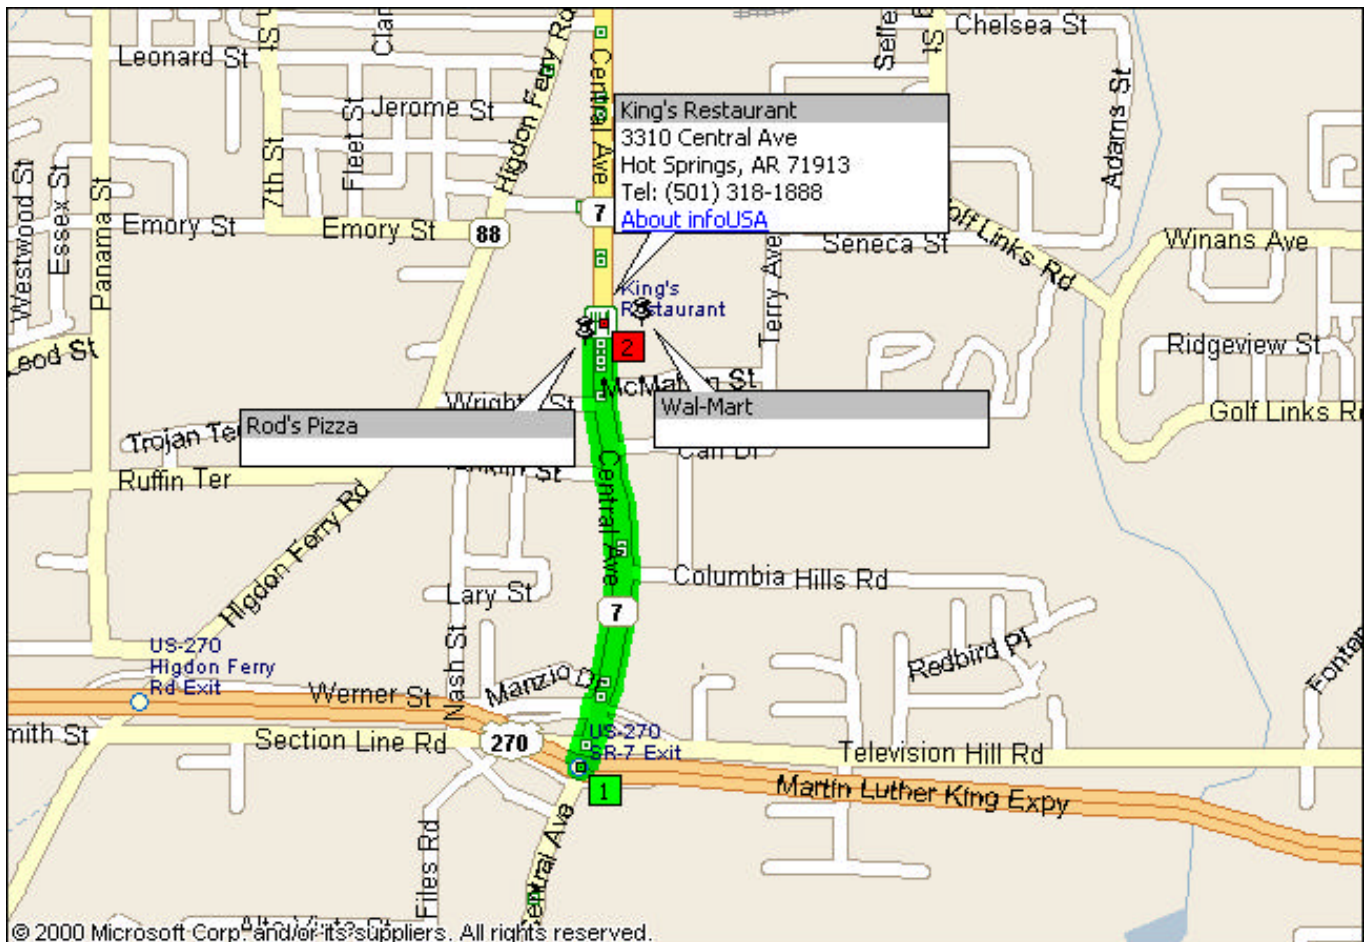 Chelsea St
Leonard St
Higdon Ferry Rd
Central Ave
Jerome St
Fleet St
7th St
Adams St
King's Restaurant
3310 Central Ave
Hot Springs, AR 71913
Tel: (501) 318-1888
About infoUSA
Westwood St
Essex St
Panama St
Emory St
Emory St
88
7
Seneca St
Golf Links Rd
Winans Ave
Terry Ave
King's
Restaurant
2
Ridgeview St
McMahon St
Wal-Mart
Rod's Pizza
Golf Links
Ruffin Ter
Trojan
Central Ave
Higdon Ferry Rd
Columbia Hills Rd
Lary St
7
Nash St
US-270
Higdon Ferry
Rd Exit
Redbird Pl
Manzio Dr
Werner St
Section Line Rd
270
US-270
SR-7 Exit
Television Hill Rd
1
Martin Luther King Expy
Files Rd
Central Ave
Alta Vista St
© 2000 Microsoft Corp. and/or its suppliers. All rights reserved.